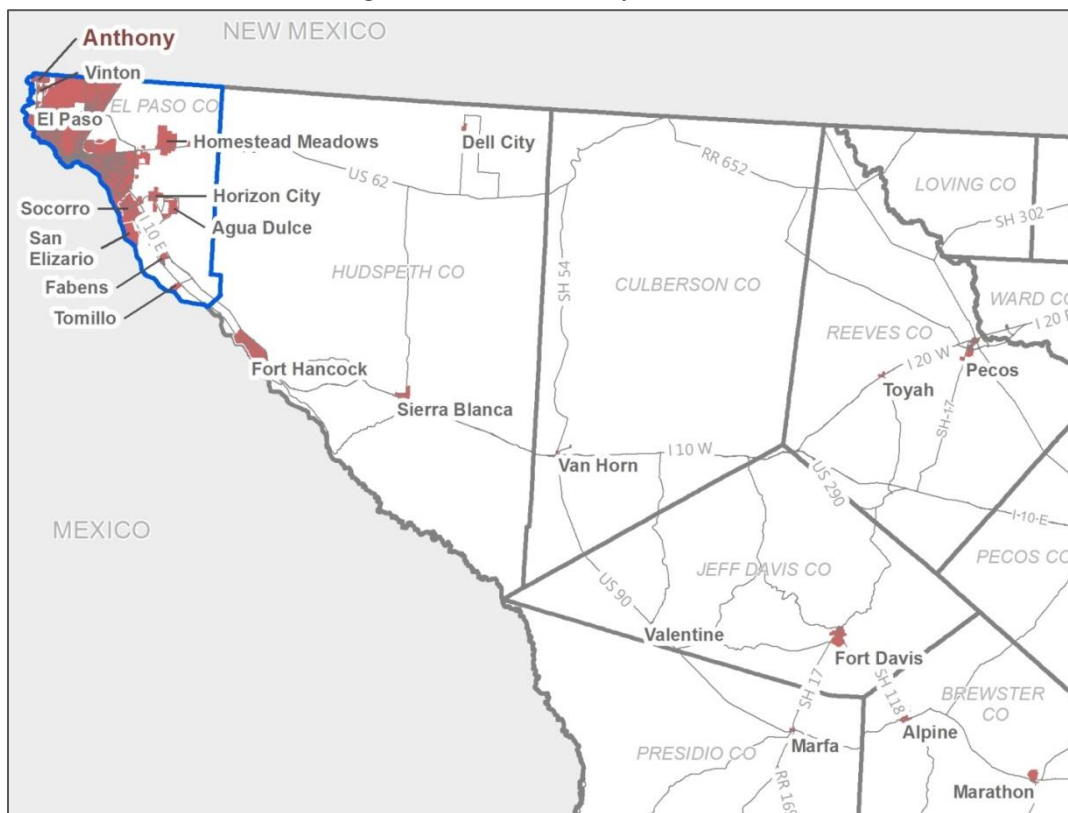 NEW MEXICO
Anthony
Vinton
El Paso
EL PASO CO
Homestead Meadows
Dell City
RR 652
US 62
LOVING CO
SH 302
Horizon City
Socorro
Agua Dulce
I 10 E
San
Elizario
HUDSPETH CO
SH 54
CULBERSON CO
Fabens
WARD CO
Tomillo
REEVES CO
I 20 E
I 20 W
Fort Hancock
Pecos
Toyah
Sierra Blanca
SH-17
Van Horn
I 10 W
US 290
I-10-E
MEXICO
PECOS CO
JEFF DAVIS CO
US 90
Valentine
Fort Davis
SH 17
SH 118
BREWSTER
CO
Alpine
Marfa
PRESIDIO CO
RR 169
Marathon